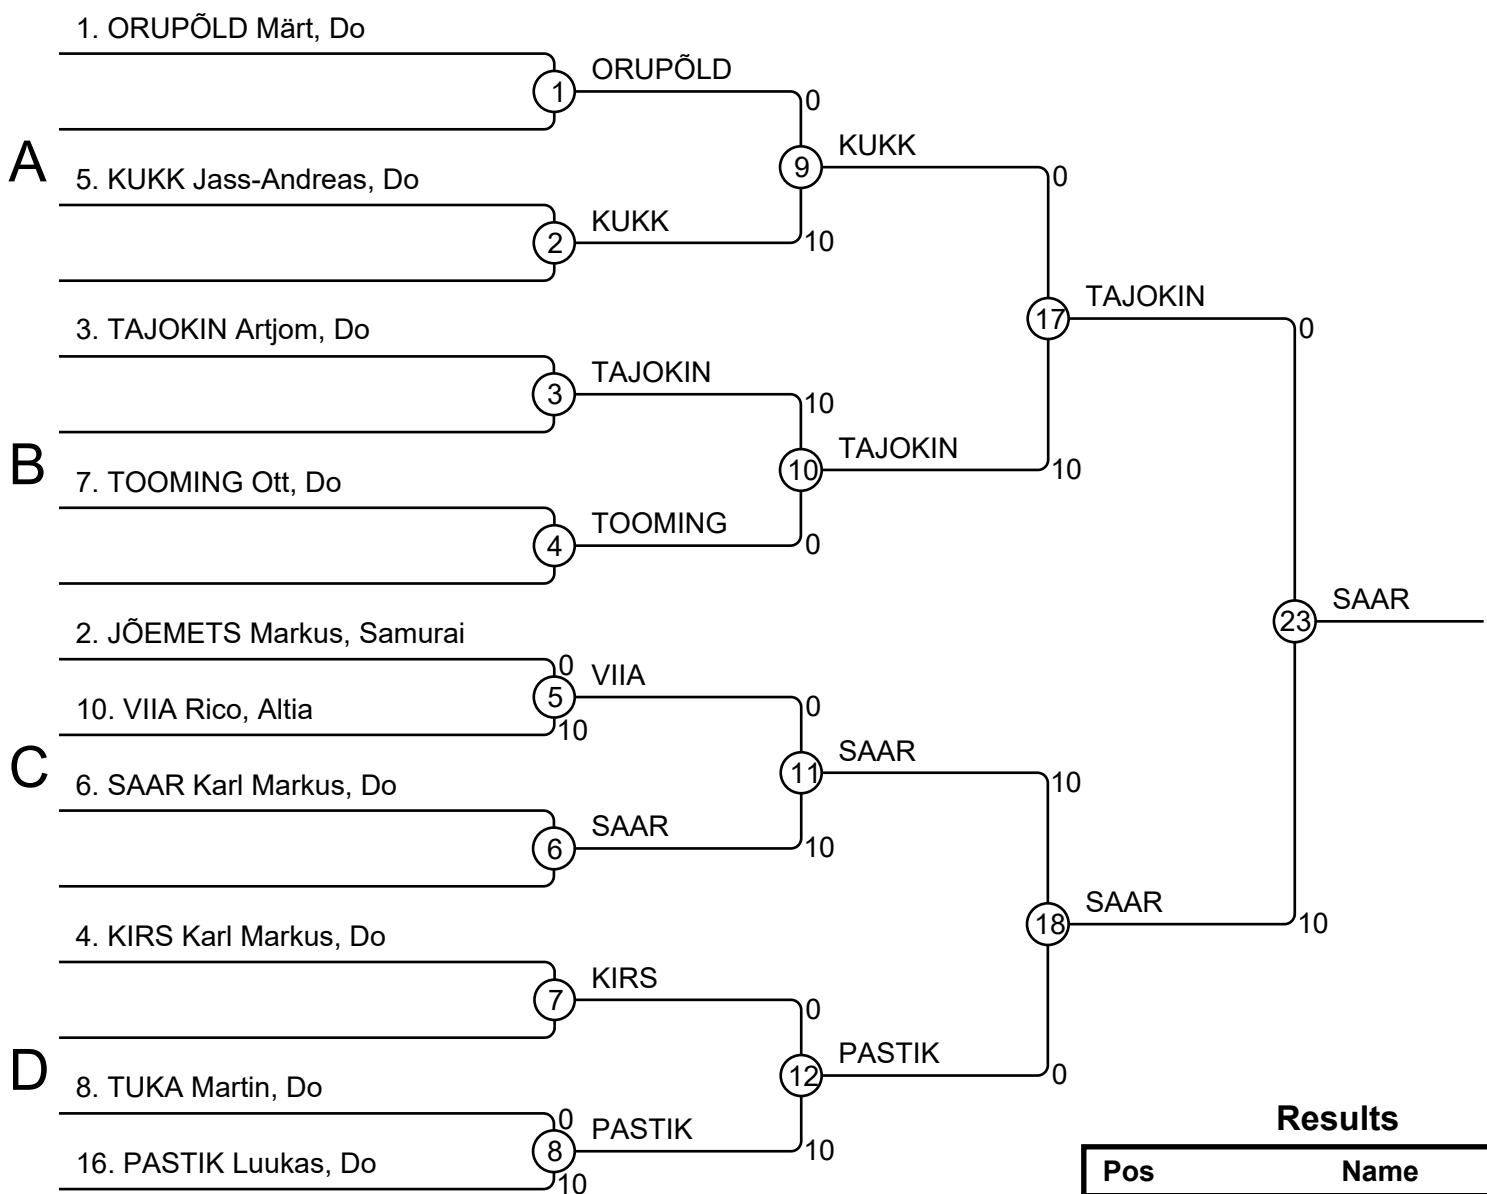 1. ORUPÕLD Märt, Do
ORUPÕLD
1
0
KUKK
A
9
0
5. KUKK Jass-Andreas, Do
KUKK
2
10
TAJOKIN
3. TAJOKIN Artjom, Do
17
0
TAJOKIN
3
10
TAJOKIN
B
10
10
7. TOOMING Ott, Do
TOOMING
4
0
SAAR
23
2. JÕEMETS Markus, Samurai
0
VIIA
5
0
10. VIIA Rico, Altia
10
SAAR
C
11
10
6. SAAR Karl Markus, Do
SAAR
6
10
SAAR
18
10
4. KIRS Karl Markus, Do
KIRS
7
0
PASTIK
D
12
0
8. TUKA Martin, Do
0
PASTIK
8
10
16. PASTIK Luukas, Do
10
Results
Pos Name